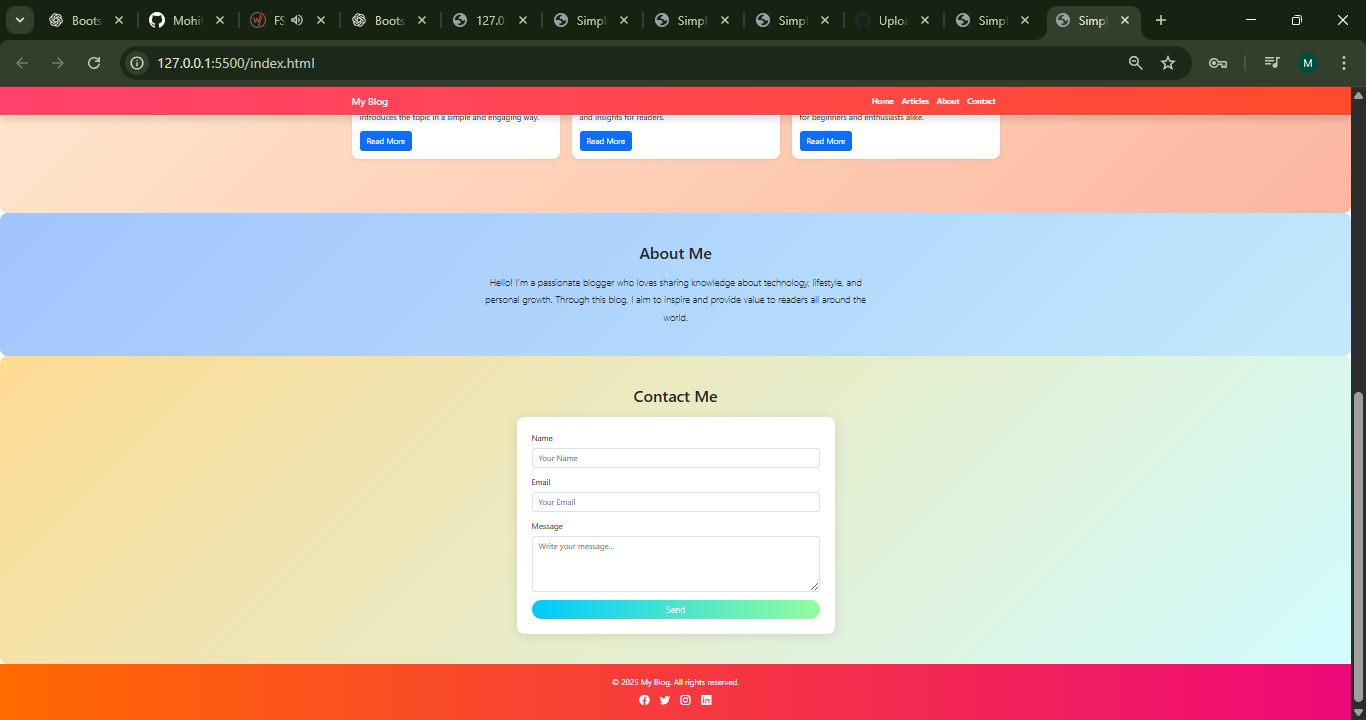 Boots
Mohit
FS
Boots
127.0.
Simpl
Simpl
Simpl
Uploa
Simpl
Simpl
127.0.0.1:5500/index.html
M
My Blog
Home Articles About Contact
introduces the topic in a simple and engaging way.
and insights for readers.
for beginners and enthusiasts alike.
Read More
Read More
Read More
About Me
Hello! I'm a passionate blogger who loves sharing knowledge about technology, lifestyle, and
personal growth. Through this blog, I aim to inspire and provide value to readers all around the
world.
Contact Me
Name
Your Name
Email
Your Email
Message
Write your message...
Send
© 2025 My Blog. All rights reserved.